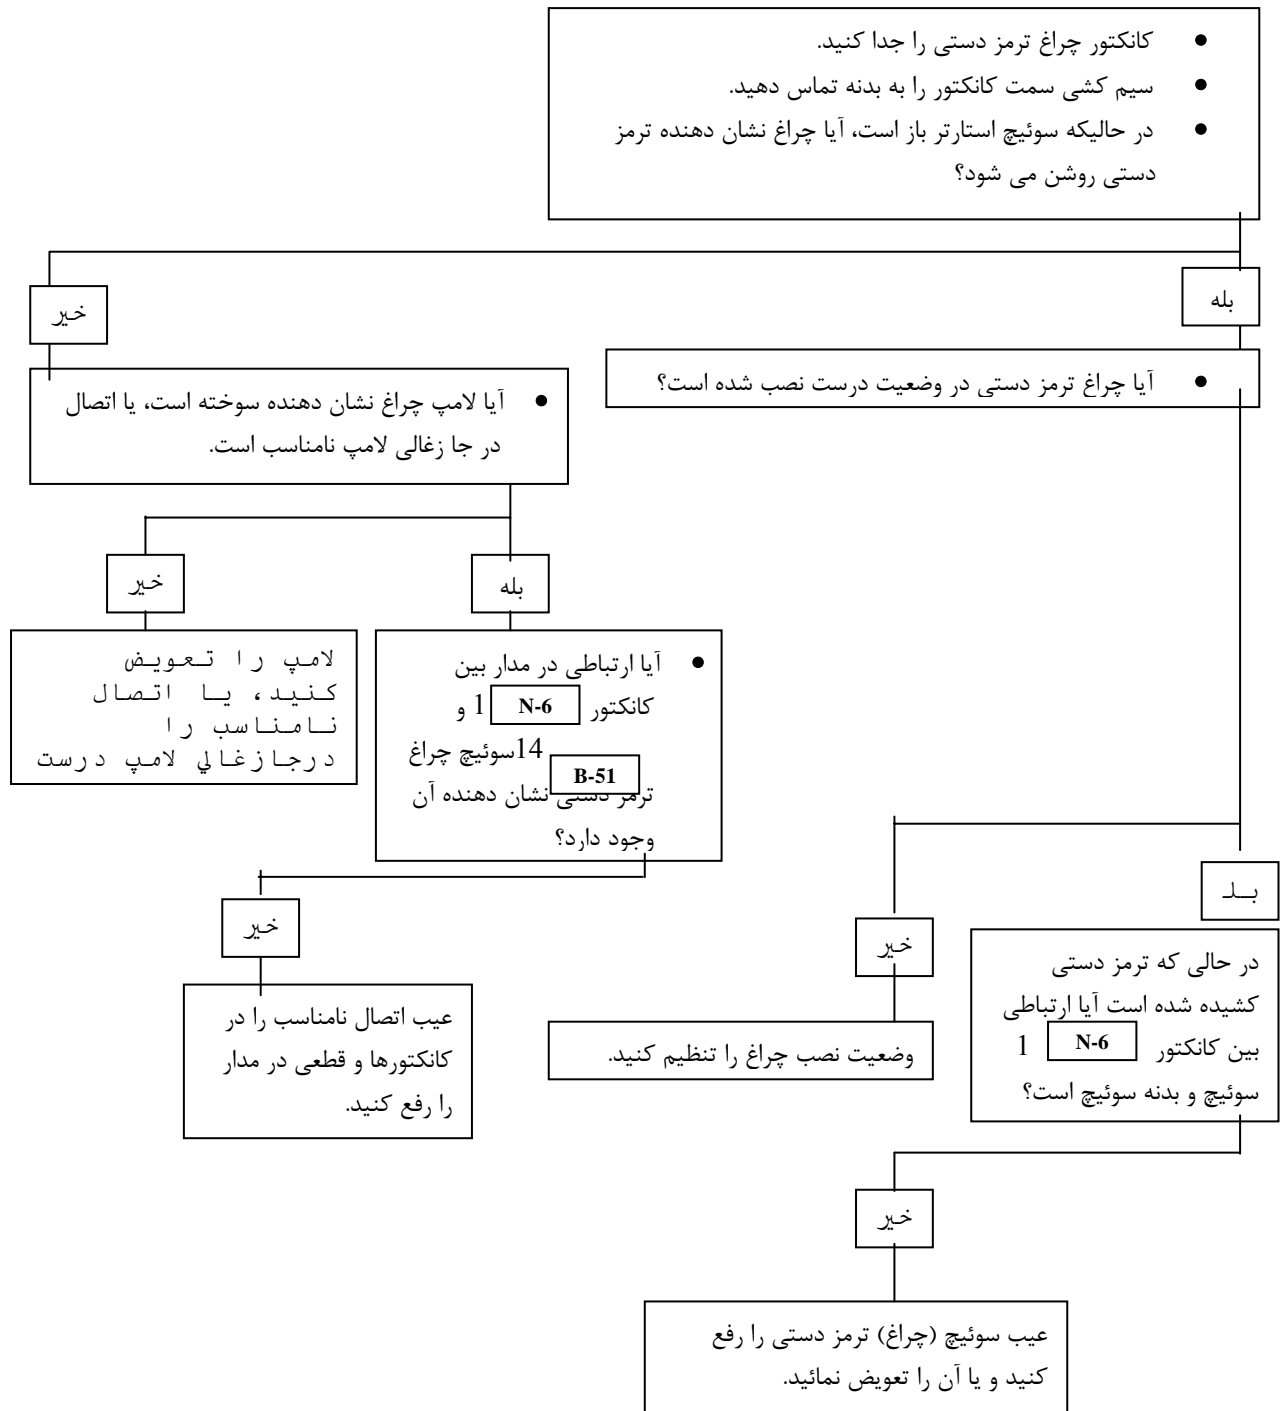 کانکتور چراغ ترمز دستی را جدا کنید.
سیم کشی سمت کانکتور را به بدنه تماس دهید.
در حالیکه سوئیچ استارتر باز است، آیا چراغ نشان دهنده ترمز
دستی روشن می شود؟
بله
خیر
آیا چراغ ترمز دستی در وضعیت درست نصب شده است؟
آیا لامپ چراغ نشان دهنده سوخته است، یا اتصال
در جا زغالی لامپ نامناسب است.
بله
خیر
آیا ارتباطی در مدار بین
کانکتور N-6 1 و
B-51 14سوئیچ چراغ
ترمز دستی نشان دهنده آن
وجود دارد؟
لامپ را تعویض
کنید، یا اتصال
نامناسب را
درجازغالي لامپ درست
بلـ
خیر
خیر
در حالی که ترمز دستی
کشیده شده است آیا ارتباطی
بین کانکتور N-6 1
سوئیچ و بدنه سوئیچ است؟
وضعیت نصب چراغ را تنظیم کنید.
عیب اتصال نامناسب را در
کانکتورها و قطعی در مدار
را رفع کنید.
خیر
عیب سوئیچ (چراغ) ترمز دستی را رفع
کنید و یا آن را تعویض نمائید.